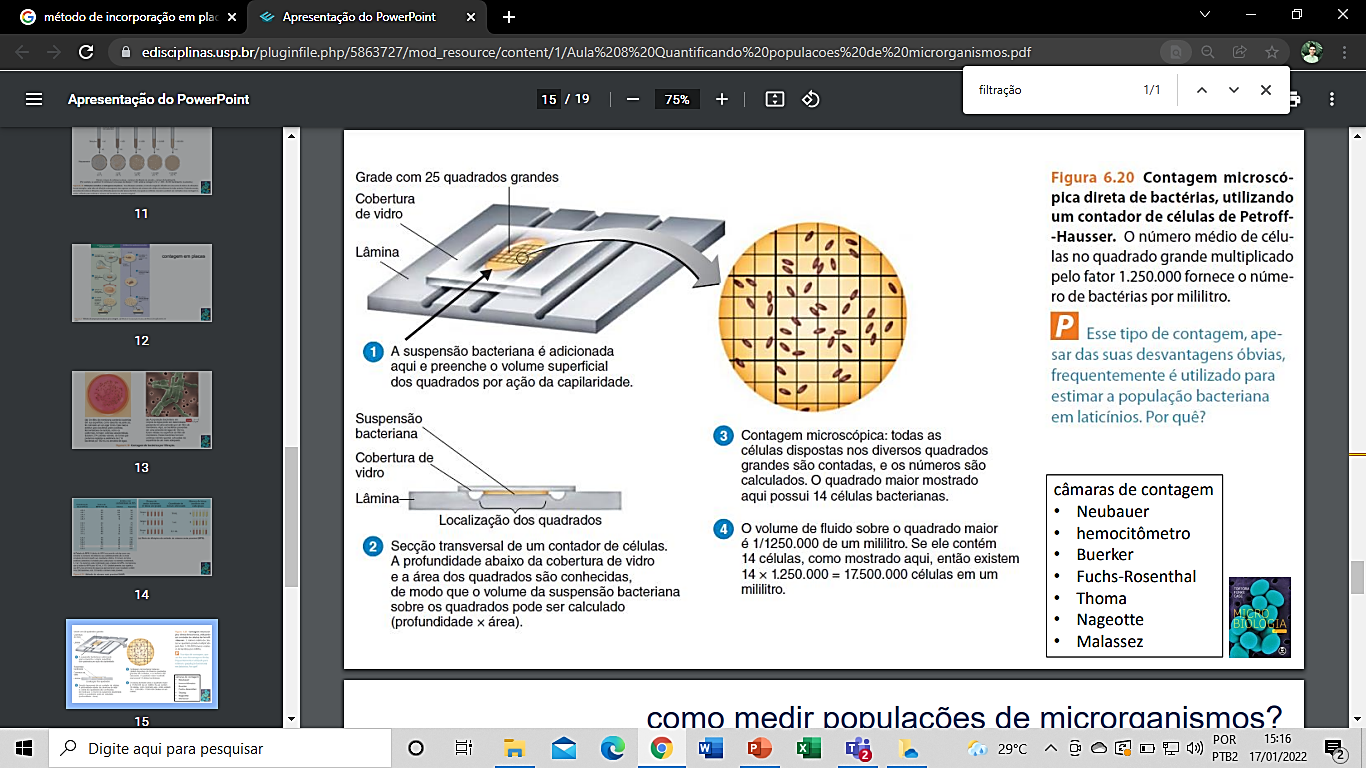 método de incorporação em plac
Apresentação do PowerPoint
edisciplinas.usp.br/pluginfile.php/5863727/mod_resource/content/1/Aula%208%20Quantificando%20populacoes%20de%20microrganismos.pdf
Apresentação do PowerPoint
15 / 19
75%
filtração
1/1
11
contagem em placas
12
13
14
15
Grade com 25 quadrados grandes
Cobertura
de vidro
Lâmina
1 A suspensão bacteriana é adicionada
aqui e preenche o volume superficial
dos quadrados por ação da capilaridade.
Suspensão
bacteriana
Cobertura de
vidro
Lâmina
Localização dos quadrados
2 Secção transversal de um contador de células.
A profundidade abaixo da cobertura de vidro
e a área dos quadrados são conhecidas,
de modo que o volume da suspensão bacteriana
sobre os quadrados pode ser calculado
(profundidade × área).
3 Contagem microscópica: todas as
células dispostas nos diversos quadrados
grandes são contadas, e os números são
calculados. O quadrado maior mostrado
aqui possui 14 células bacterianas.
4 O volume de fluido sobre o quadrado maior
é 1/1250.000 de um mililitro. Se ele contém
14 células, como mostrado aqui, então existem
14 × 1.250.000 = 17.500.000 células em um
mililitro.
Figura 6.20 Contagem microscó-
pica direta de bactérias, utilizando
um contador de células de Petroff-
-Hausser. O número médio de célu-
las no quadrado grande multiplicado
pelo fator 1.250.000 fornece o núme-
ro de bactérias por mililitro.
P Esse tipo de contagem, ape-
sar das suas desvantagens óbvias,
frequentemente é utilizado para
estimar a população bacteriana
em laticínios. Por quê?
câmaras de contagem
• Neubauer
• hemocitômetro
• Buerker
• Fuchs-Rosenthal
• Thoma
• Nageotte
• Malassez
TORTORA
FUNKE
CASE
MICRO
BIOLOGIA
como medir populações de microrganismos?
Digite aqui para pesquisar
29°C
POR
PTB2
15:16
17/01/2022
2
2